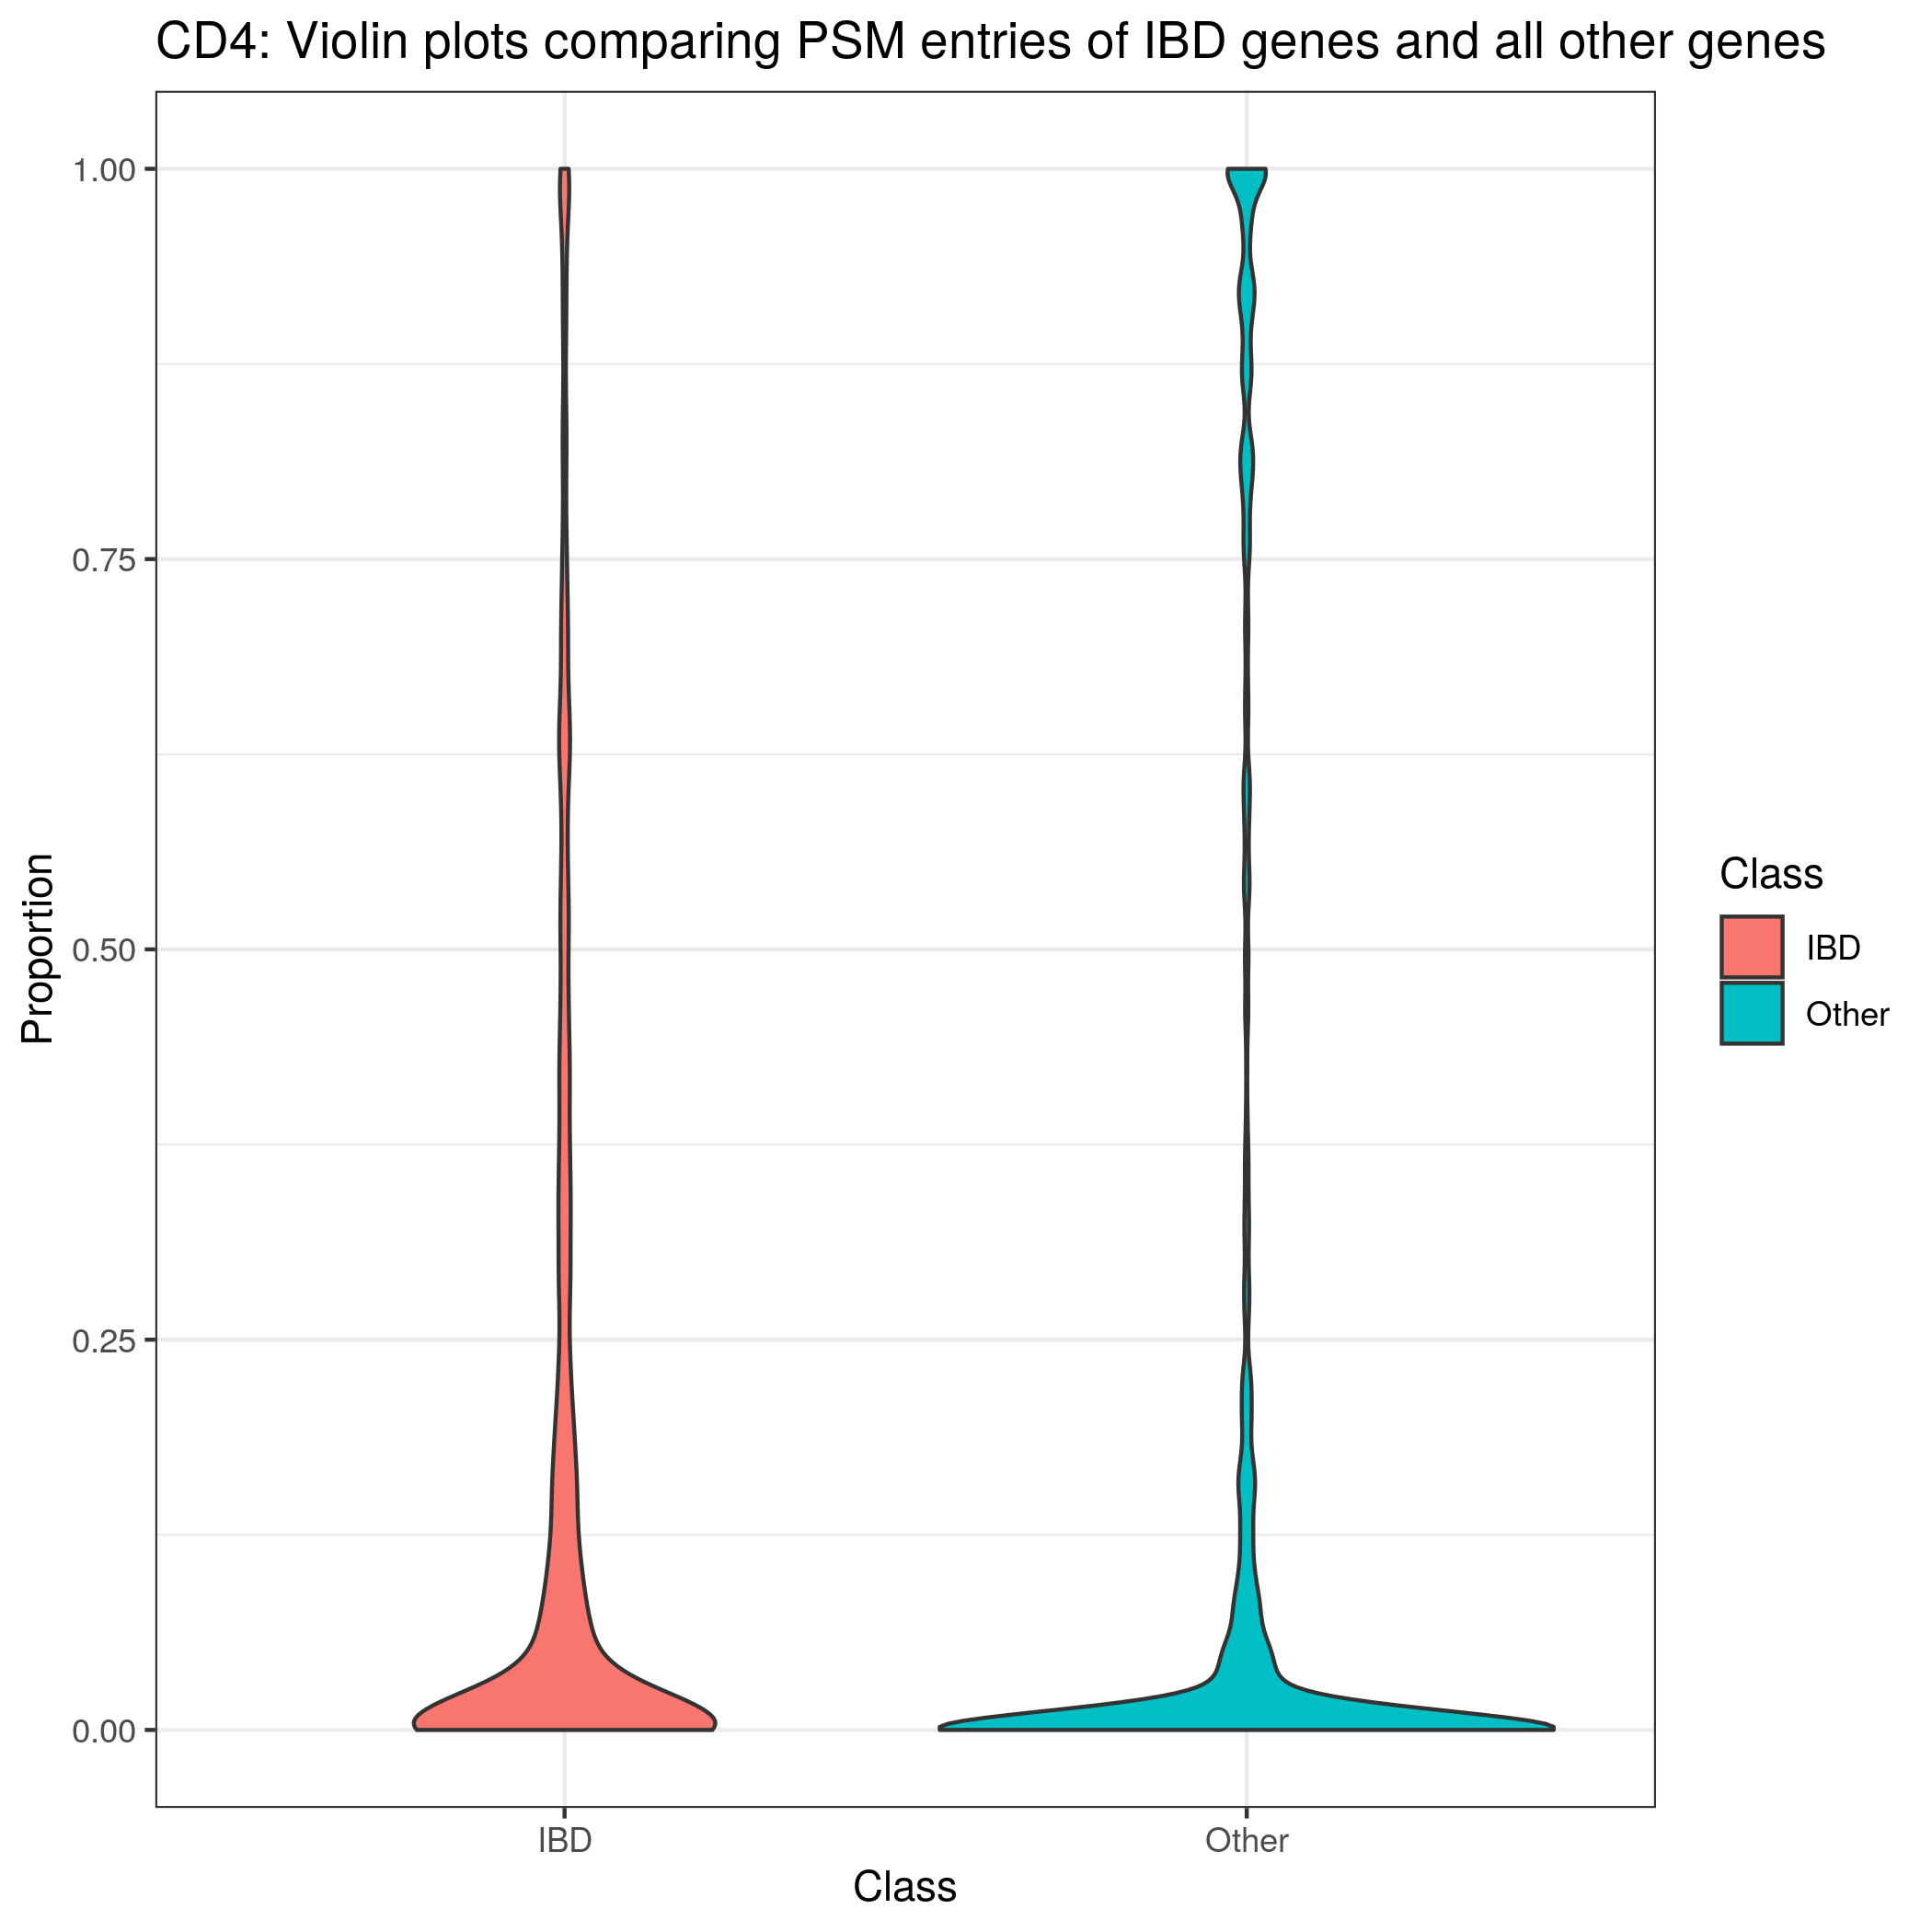 CD4: Violin plots comparing PSM entries of IBD genes and all other genes
1.00
0.75
0.50
0.25
0.00
Proportion
IBD
Other
Class
Class
IBD
Other